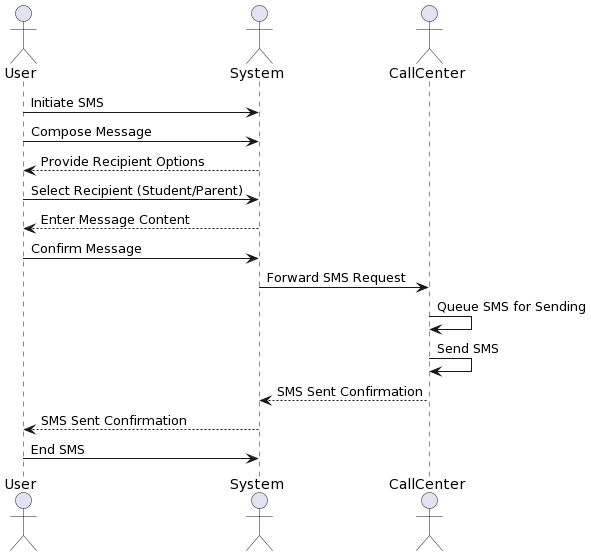 User
System
CallCenter
Initiate SMS
Compose Message
Provide Recipient Options
Select Recipient (Student/Parent)
Enter Message Content
Confirm Message
Forward SMS Request
Queue SMS for Sending
Send SMS
SMS Sent Confirmation
SMS Sent Confirmation
End SMS
User
System
CallCenter